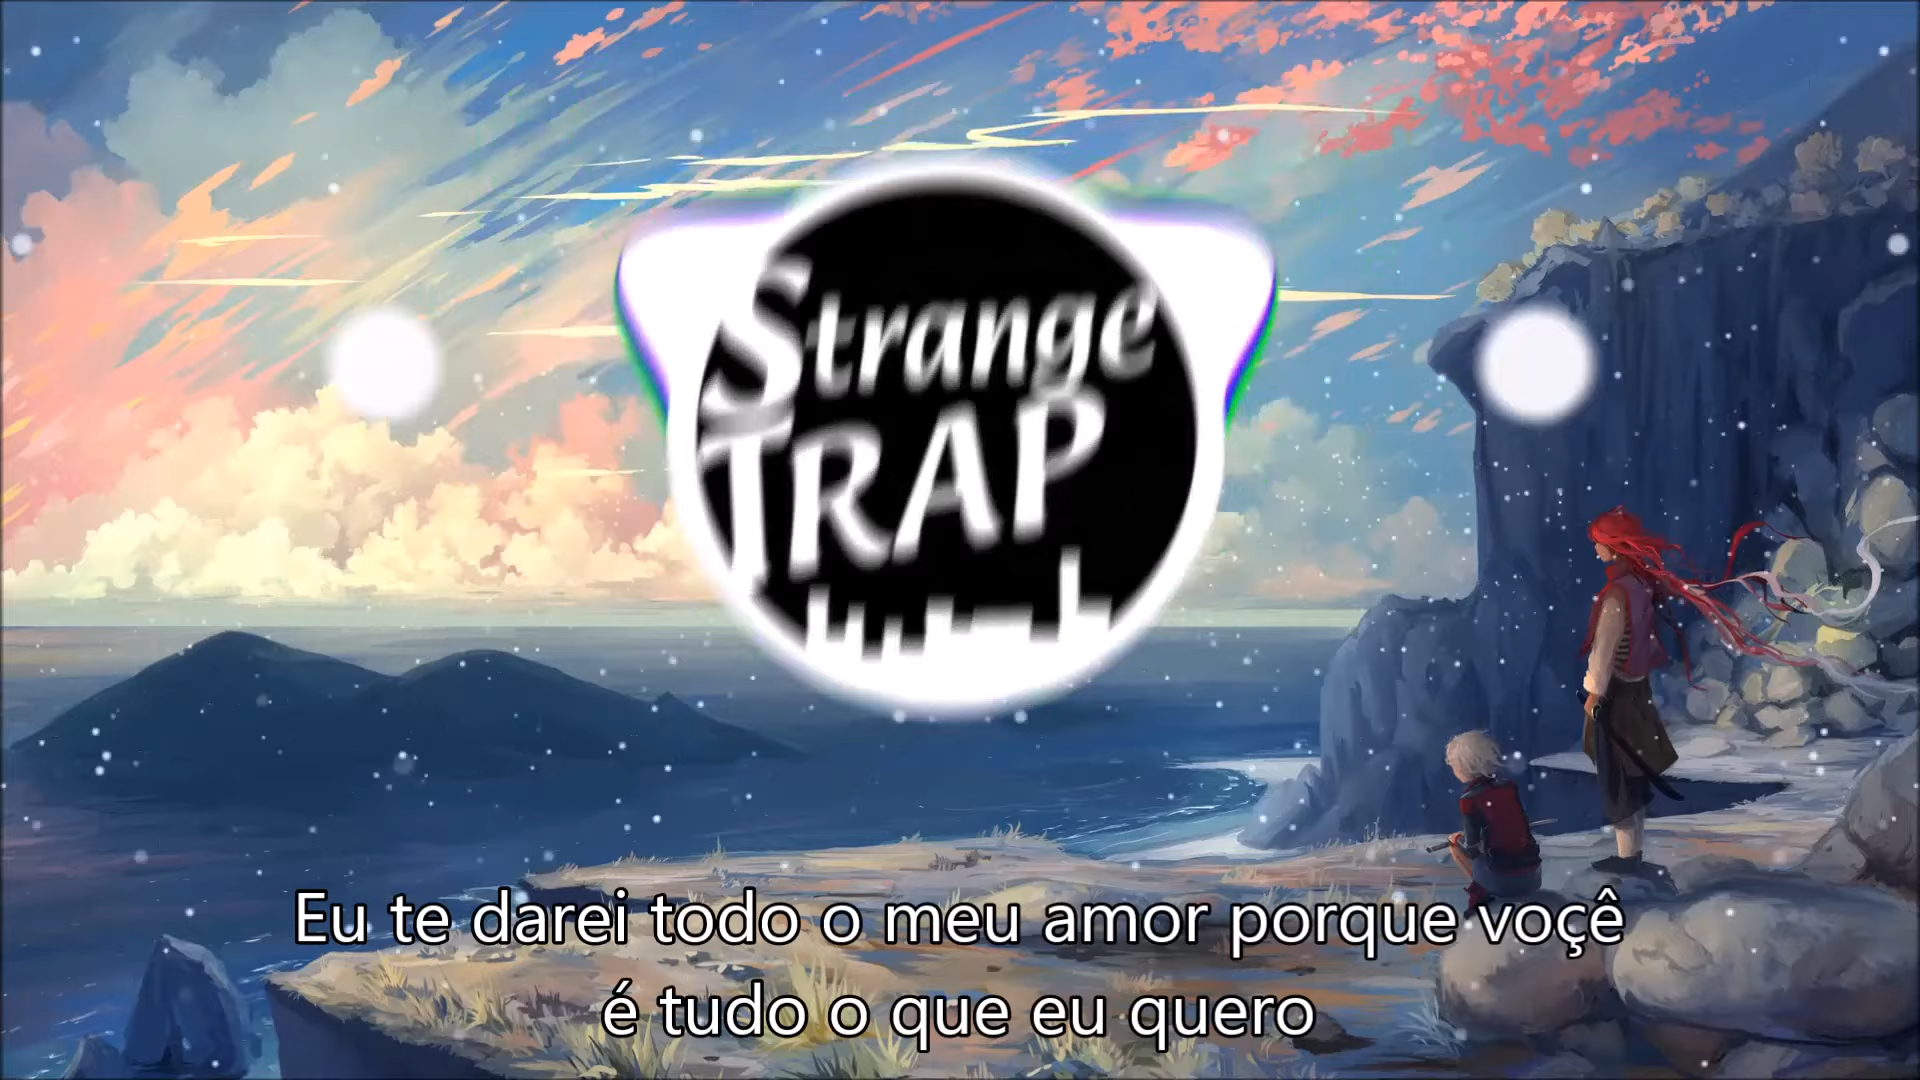 Strange
TRAP
Eu te darei todo o meu amor porque voçê
é tudo o que eu quero